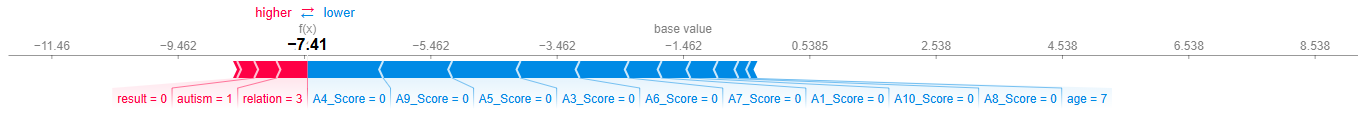 higher ⇄ lower
f(x) base value
−11.46 −9.462 −7.41 −5.462 −3.462 −1.462 0.5385 2.538 4.538 6.538 8.538
result = 0 autism = 1 relation = 3 A4_Score = 0 A9_Score = 0 A5_Score = 0 A3_Score = 0 A6_Score = 0 A7_Score = 0 A1_Score = 0 A10_Score = 0 A8_Score = 0 age = 7